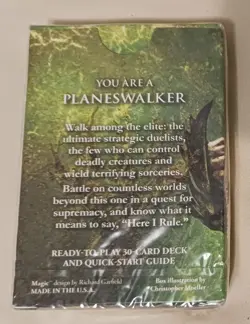 YOU ARE A
PLANESWALKER
Walk among the elite: the
ultimate strategic duelists,
the few who can control
deadly creatures and
wield terrifying sorceries.
Battle on countless worlds
beyond this one in a quest for
supremacy, and know what it
means to say, “Here I Rule.”
READY-TO-PLAY 30-CARD DECK
AND QUICK-START GUIDE
Magic design by Richard Garfield
MADE IN THE U.S.A.
Box illustration by
Christopher Moeller